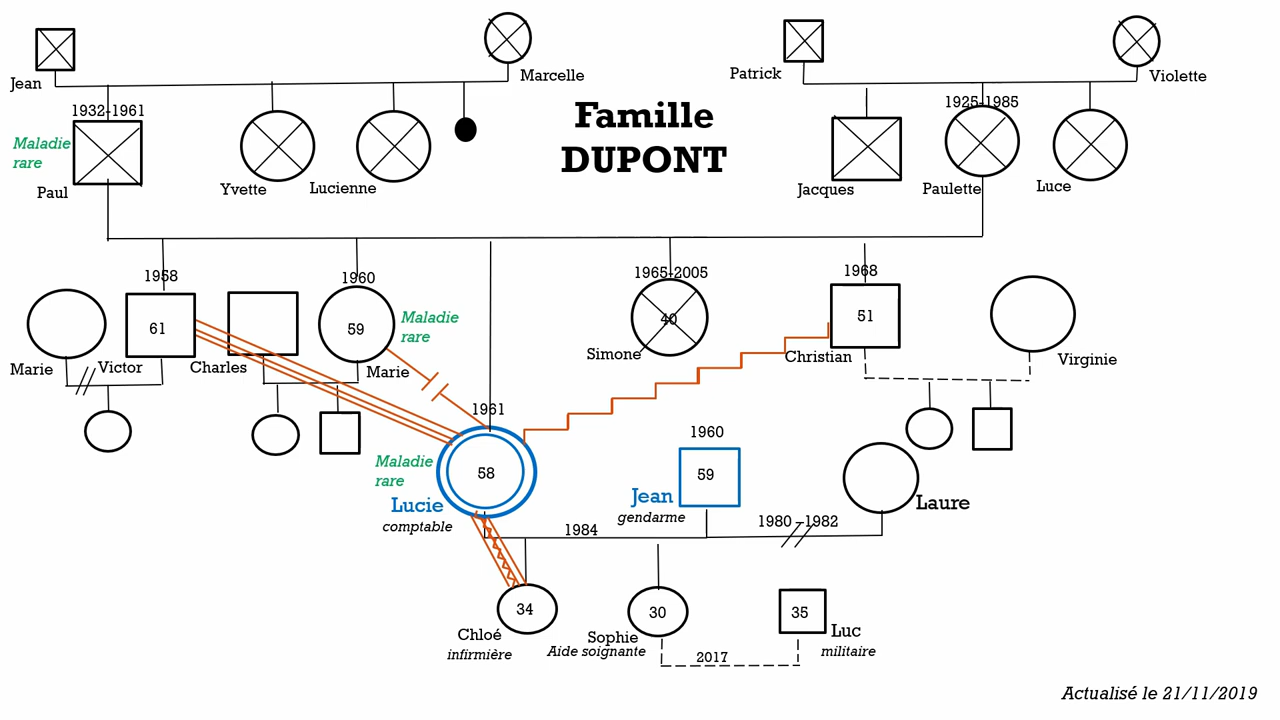 Jean
Marcelle
Patrick
Violette
Famille
DUPONT
1932-1961
1925-1985
Maladie
rare
Paul
Yvette
Lucienne
Jacques
Paulette
Luce
1958
1960
1965-2005
1968
61
59
40
51
Maladie
rare
Marie
Victor
Charles
Marie
Simone
Christian
Virginie
1961
1960
Maladie
rare
58
59
Lucie
comptable
Jean
gendarme
Laure
1984
1980 -1982
34
30
35
Chloé
infirmière
Sophie
Aide soignante
Luc
militaire
2017
Actualisé le 21/11/2019